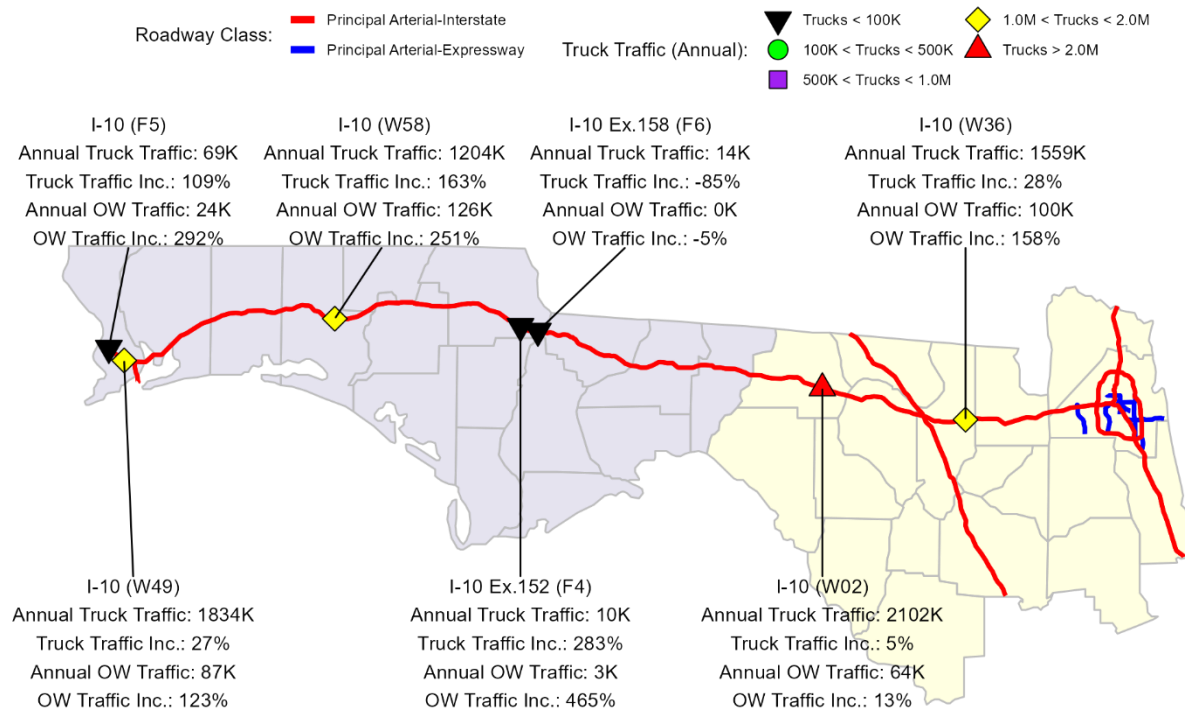 Roadway Class:
Principal Arterial-Interstate
Principal Arterial-Expressway
Truck Traffic (Annual):
Trucks < 100K
100K < Trucks < 500K
500K < Trucks < 1.0M
1.0M < Trucks < 2.0M
Trucks > 2.0M
I-10 (F5)
Annual Truck Traffic: 69K
Truck Traffic Inc.: 109%
Annual OW Traffic: 24K
OW Traffic Inc.: 292%
I-10 (W58)
Annual Truck Traffic: 1204K
Truck Traffic Inc.: 163%
Annual OW Traffic: 126K
OW Traffic Inc.: 251%
I-10 Ex.158 (F6)
Annual Truck Traffic: 14K
Truck Traffic Inc.: -85%
Annual OW Traffic: 0K
OW Traffic Inc.: -5%
I-10 (W36)
Annual Truck Traffic: 1559K
Truck Traffic Inc.: 28%
Annual OW Traffic: 100K
OW Traffic Inc.: 158%
I-10 (W49)
Annual Truck Traffic: 1834K
Truck Traffic Inc.: 27%
Annual OW Traffic: 87K
OW Traffic Inc.: 123%
I-10 Ex.152 (F4)
Annual Truck Traffic: 10K
Truck Traffic Inc.: 283%
Annual OW Traffic: 3K
OW Traffic Inc.: 465%
I-10 (W02)
Annual Truck Traffic: 2102K
Truck Traffic Inc.: 5%
Annual OW Traffic: 64K
OW Traffic Inc.: 13%